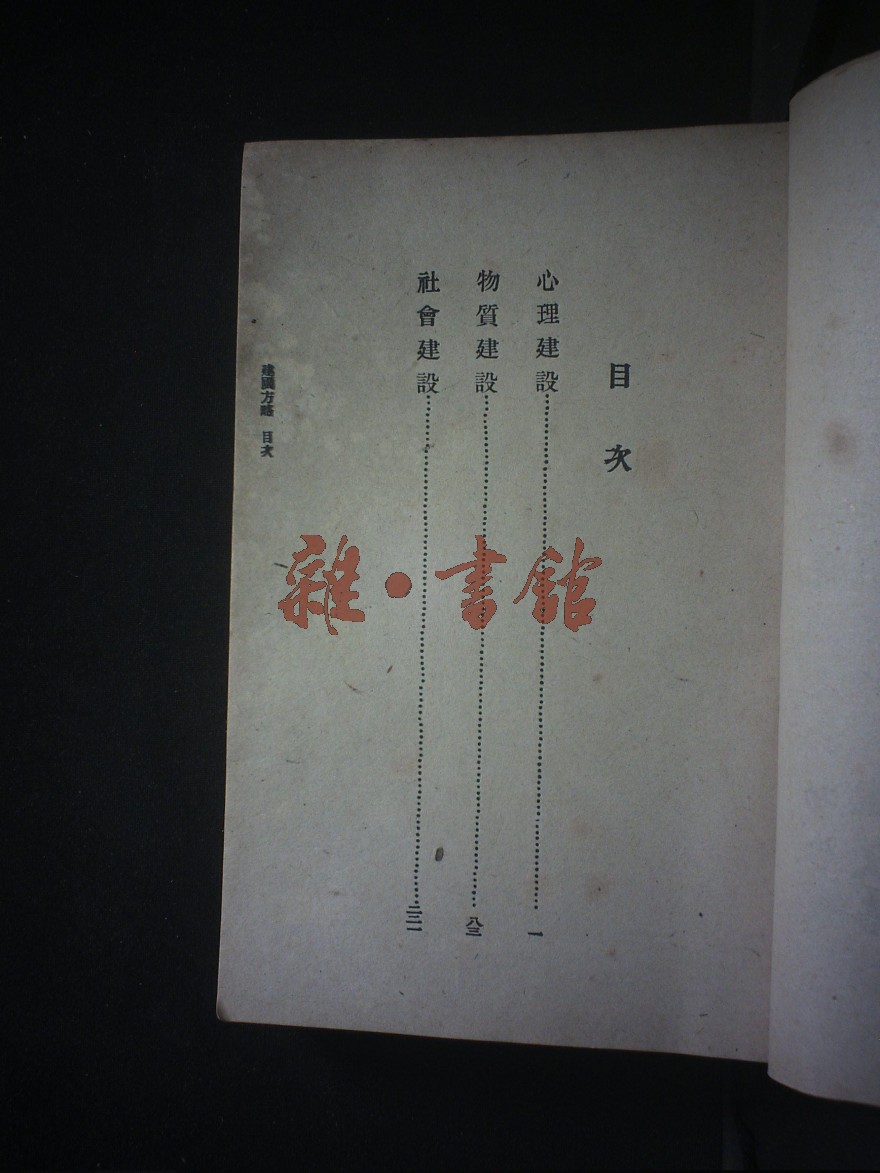 目次
心理建設……一
物質建設……八三
社會建設……二三一
建國方略 目次
雜·書館